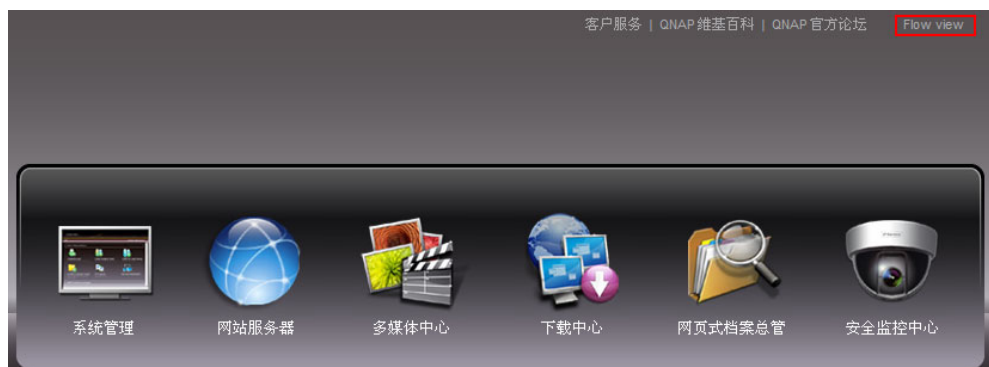 客户服务 | QNAP 维基百科 | QNAP 官方论坛 Flow view
系统管理 网站服务器 多媒体中心 下载中心 网页式档案总管 安全监控中心